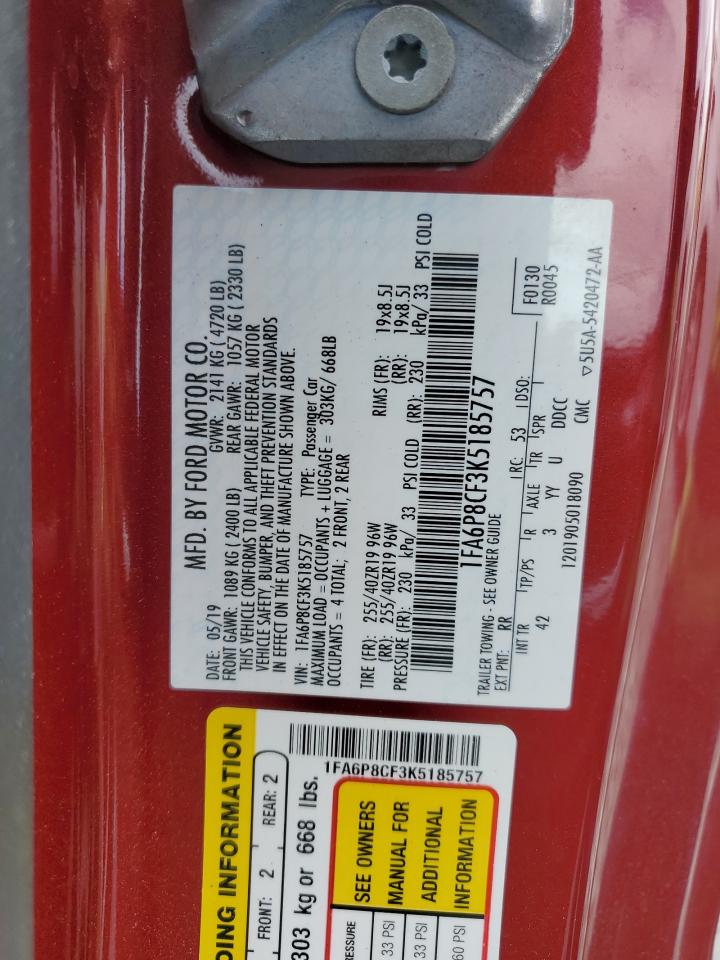 MFD. BY FORD MOTOR CO.
DATE: 05/19 GVWR: 2141 KG ( 4720 LB)
FRONT GAWR: 1089 KG ( 2400 LB) REAR GAWR: 1057 KG ( 2330 LB)
THIS VEHICLE CONFORMS TO ALL APPLICABLE FEDERAL MOTOR
VEHICLE SAFETY, BUMPER, AND THEFT PREVENTION STANDARDS
IN EFFECT ON THE DATE OF MANUFACTURE SHOWN ABOVE.
VIN: 1FA6P8CF3K5185757 TYPE: Passenger Car
MAXIMUM LOAD = OCCUPANTS + LUGGAGE = 303KG/ 668LB
OCCUPANTS = 4 TOTAL; 2 FRONT, 2 REAR
TIRE (FR): 255/40ZR19 96W RIMS (FR): 19x8.5J
(RR): 255/40ZR19 96W (RR): 19x8.5J
PRESSURE (FR): 230 kPa/ 33 PSI COLD (RR): 230 kPa/ 33 PSI COLD
1FA6P8CF3K5185757
TRAILER TOWING - SEE OWNER GUIDE
EXT PNT: RR RC: 53 DSO: F0130
R0045
INT TR TP/PS R AXLE TR SPR
42 3 YY U DDCC
1201905018090 CMC ▽5U5A-5420472-AA
DING INFORMATION
FRONT: 2 REAR: 2
303 kg or 668 lbs.
1FA6P8CF3K5185757
RESSURE
33 PSI
33 PSI
60 PSI
SEE OWNERS
MANUAL FOR
ADDITIONAL
INFORMATION